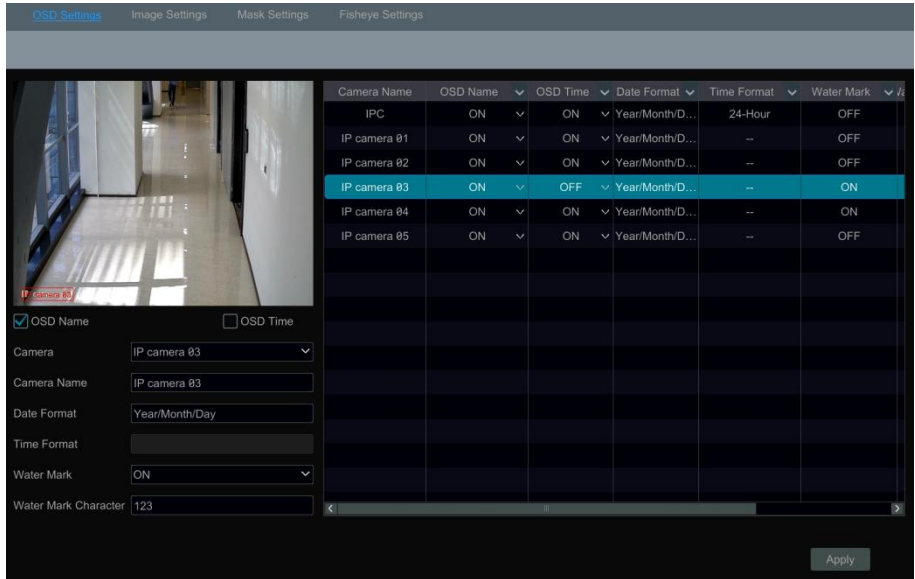 OSD Settings Image Settings Mask Settings Fisheye Settings
Camera Name OSD Name OSD Time Date Format Time Format Water Mark
IPC ON ON Year/Month/D... 24-Hour OFF
IP camera 01 ON ON Year/Month/D... -- OFF
IP camera 02 ON ON Year/Month/D... -- OFF
IP camera 03 ON OFF Year/Month/D... -- ON
IP camera 04 ON ON Year/Month/D... -- ON
IP camera 05 ON ON Year/Month/D... -- OFF
IP camera 03
OSD Name OSD Time
Camera IP camera 03
Camera Name IP camera 03
Date Format Year/Month/Day
Time Format
Water Mark ON
Water Mark Character 123
Apply